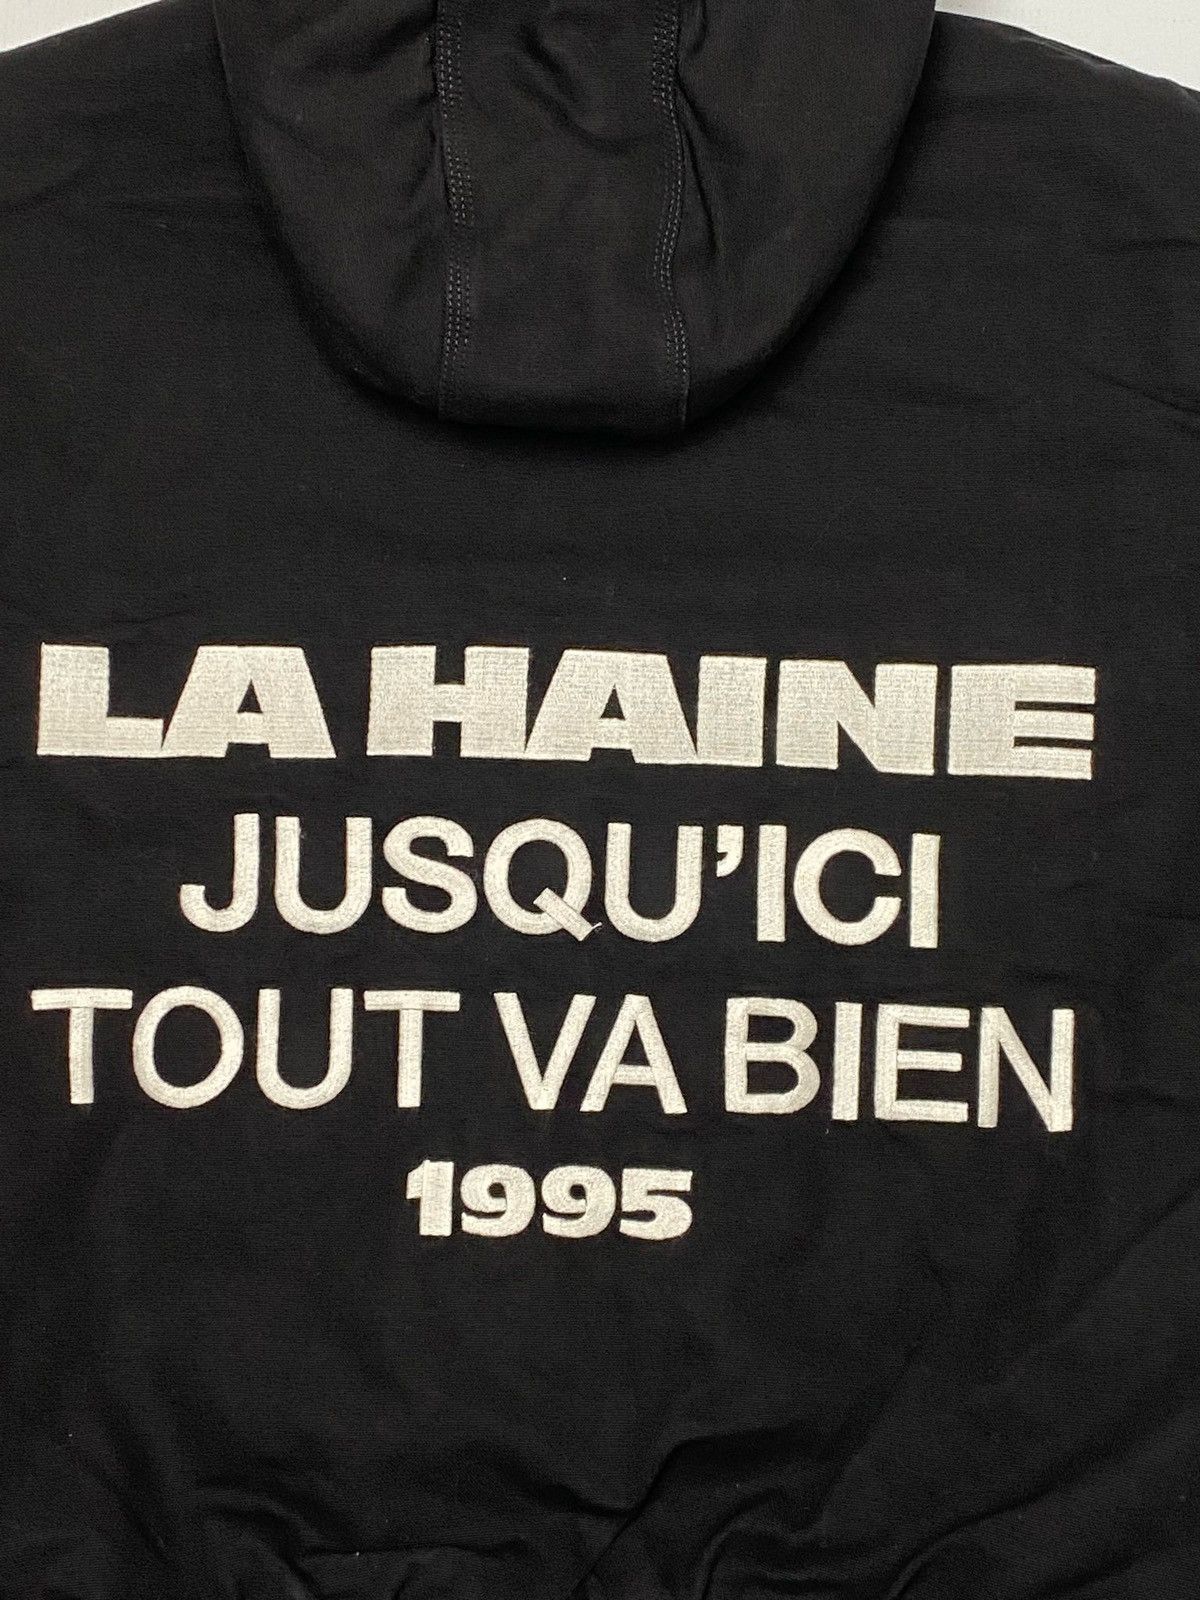 LA HAINE
JUSQU’ICI
TOUT VA BIEN
1995